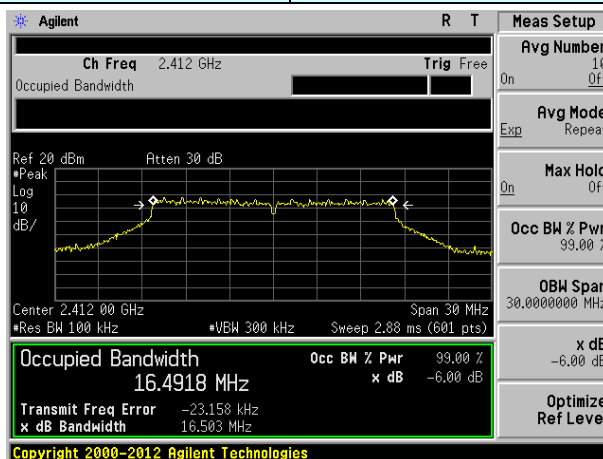 Agilent R T
Ch Freq 2.412 GHz Trig Free
Occupied Bandwidth
Ref 20 dBm Atten 30 dB
#Peak
Log
10
dB/
Center 2.412 00 GHz Span 30 MHz
#Res BW 100 kHz #VBW 300 kHz Sweep 2.88 ms (601 pts)
Occupied Bandwidth
16.4918 MHz
Occ BW % Pwr 99.00 %
x dB -6.00 dB
Transmit Freq Error -23.158 kHz
x dB Bandwidth 16.503 MHz
Copyright 2000-2012 Agilent Technologies
Meas Setup
Avg Number
10
On Off
Avg Mode
Exp Repeat
Max Hold
On Off
Occ BW % Pwr
99.00 %
OBW Span
30.0000000 MHz
x dB
-6.00 dB
Optimize
Ref Level